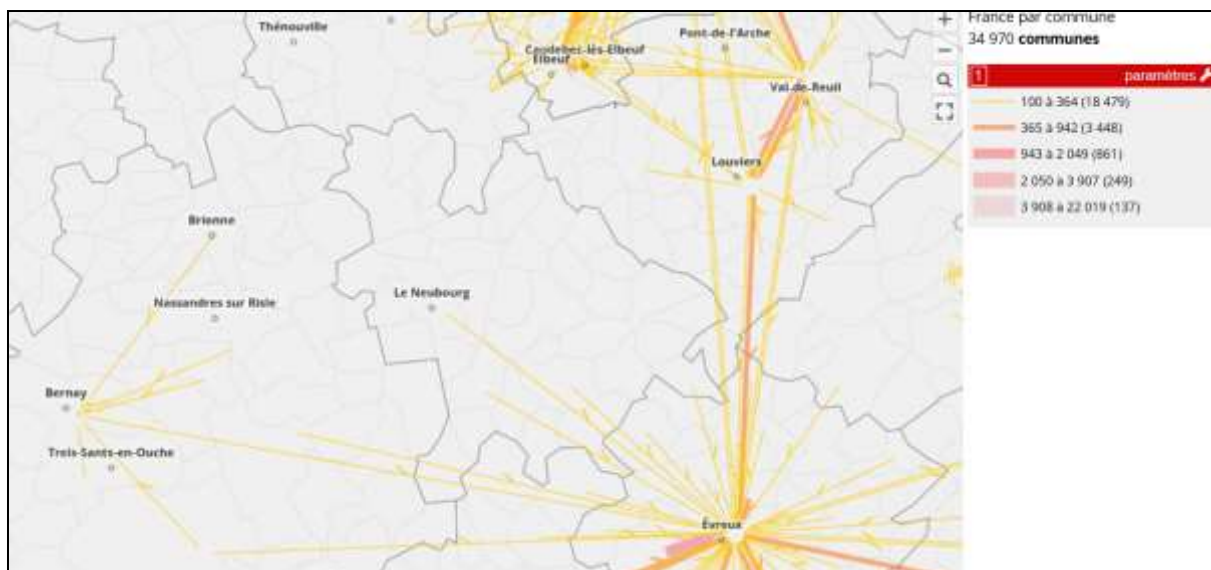 Thénouville
Caudebec-lès-Elbeuf
Elbeuf
Pont-de-l'Arche
Val-de-Reuil
Louviers
Brionne
Nassandres sur Risle
Le Neubourg
Bernay
Treis-Sants-en-Ouche
Évreux
+
−
France par commune
34 970 communes
1 paramètres
100 à 364 (18 479)
365 à 942 (3 448)
943 à 2 049 (861)
2 050 à 3 907 (249)
3 908 à 22 019 (137)